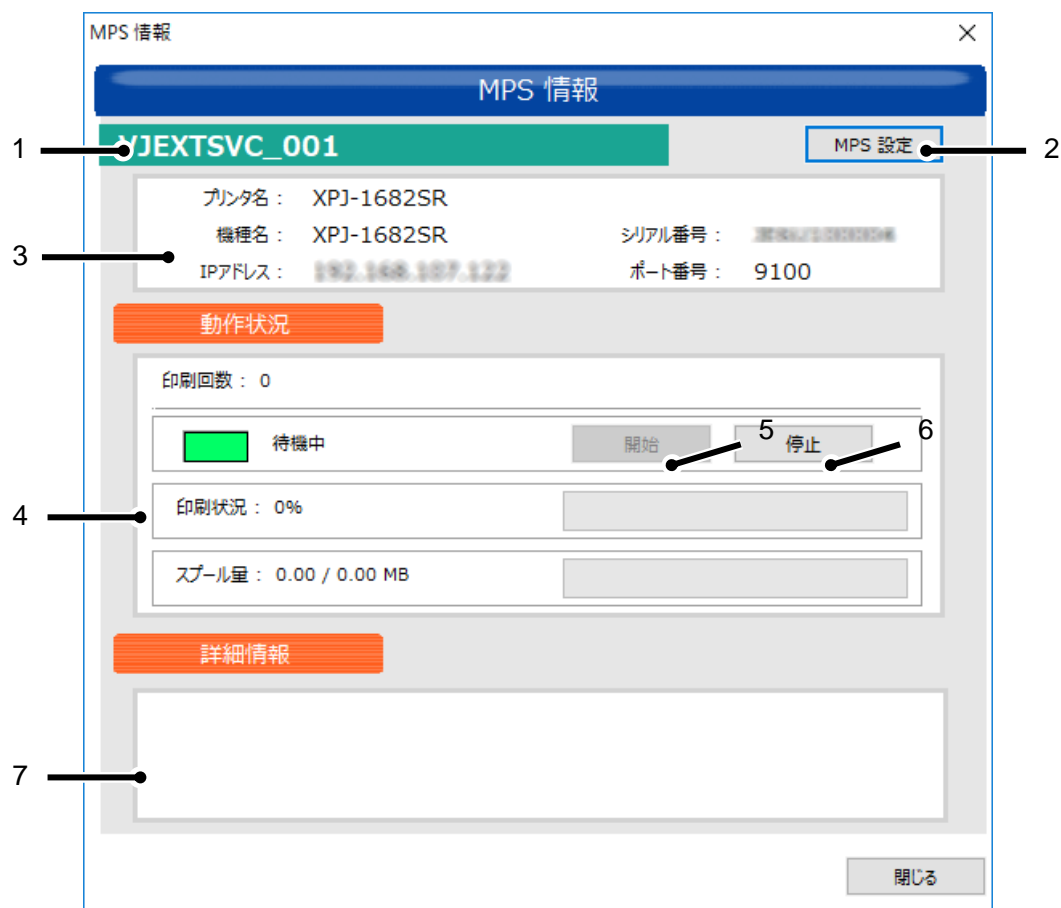 MPS 情報
MPS 情報
1 VJEXTSVC_001 MPS 設定 2
プリンタ名： XPJ-1682SR
機種名： XPJ-1682SR シリアル番号：
3
IPアドレス： ポート番号： 9100
動作状況
印刷回数： 0
待機中 開始 5 停止 6
4 印刷状況： 0%
スプール量： 0.00 / 0.00 MB
詳細情報
7
閉じる